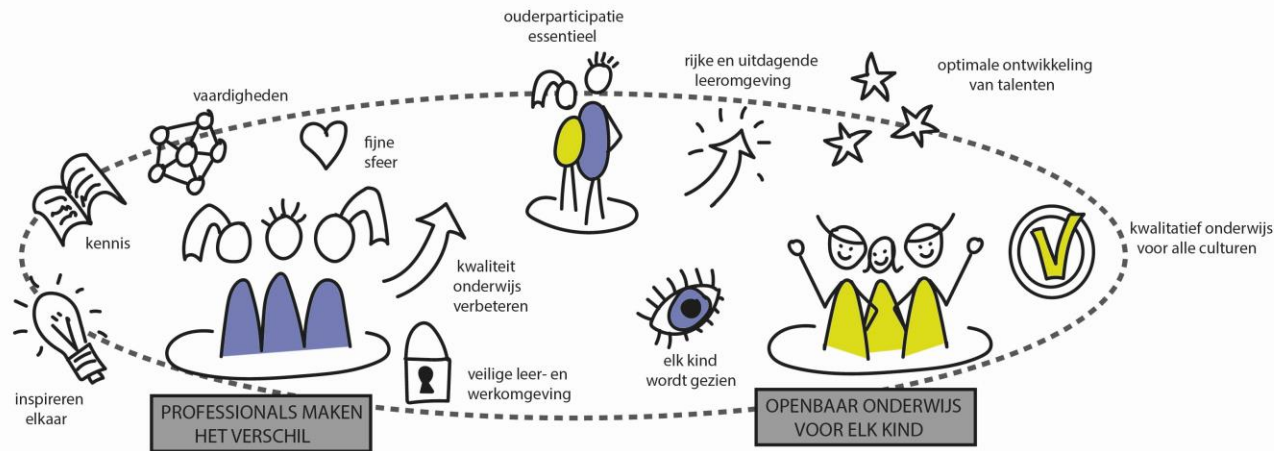 ouderparticipatie
essentieel
rijke en uitdagende
leeromgeving
optimale ontwikkeling
van talenten
vaardigheden
fijne
sfeer
kennis
kwaliteit
onderwijs
verbeteren
kwalitatief onderwijs
voor alle culturen
inspireren
elkaar
veilige leer- en
werkomgeving
elk kind
wordt gezien
PROFESSIONALS MAKEN
HET VERSCHIL
OPENBAAR ONDERWIJS
VOOR ELK KIND